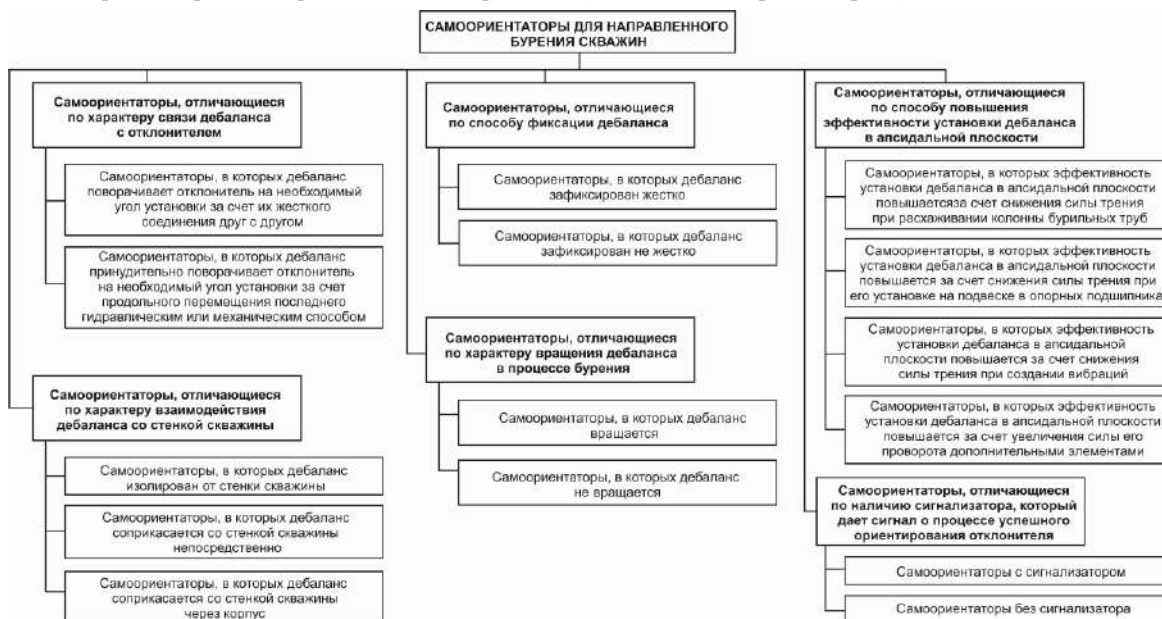 САМООРИЕНТАТОРЫ ДЛЯ НАПРАВЛЕННОГО
БУРЕНИЯ СКВАЖИН
Самоориентаторы, отличающиеся
по характеру связи дебаланса
с отклонителем
Самоориентаторы, в которых дебаланс
поворачивает отклонитель на необходимый
угол установки за счет их жесткого
соединения друг с другом
Самоориентаторы, в которых дебаланс
принудительно поворачивает отклонитель
на необходимый угол установки за счет
продольного перемещения последнего
гидравлическим или механическим способом
Самоориентаторы, отличающиеся
по характеру взаимодействия
дебаланса со стенкой скважины
Самоориентаторы, в которых дебаланс
изолирован от стенки скважины
Самоориентаторы, в которых дебаланс
соприкасается со стенкой скважины
непосредственно
Самоориентаторы, в которых дебаланс
соприкасается со стенкой скважины
через корпус
Самоориентаторы, отличающиеся
по способу фиксации дебаланса
Самоориентаторы, в которых дебаланс
зафиксирован жестко
Самоориентаторы, в которых дебаланс
зафиксирован не жестко
Самоориентаторы, отличающиеся
по характеру вращения дебаланса
в процессе бурения
Самоориентаторы, в которых дебаланс
вращается
Самоориентаторы, в которых дебаланс
не вращается
Самоориентаторы, отличающиеся
по способу повышения
эффективности установки дебаланса
в апсидальной плоскости
Самоориентаторы, в которых эффективность
установки дебаланса в апсидальной плоскости
повышаетсяза счет снижения силы трения
при расхаживании колонны бурильных труб
Самоориентаторы, в которых эффективность
установки дебаланса в апсидальной плоскости
повышается за счет снижения силы трения при
его установке на подвеске в опорных подшипника
Самоориентаторы, в которых эффективность
установки дебаланса в апсидальной
плоскости повышается за счет снижения
силы трения при создании вибраций
Самоориентаторы, в которых эффективность
установки дебаланса в апсидальной плоскости
повышается за счет увеличения силы его
проворота дополнительными элементами
Самоориентаторы, отличающиеся
по наличию сигнализатора, который
дает сигнал о процессе успешного
ориентирования отклонителя
Самоориентаторы с сигнализатором
Самоориентаторы без сигнализатора